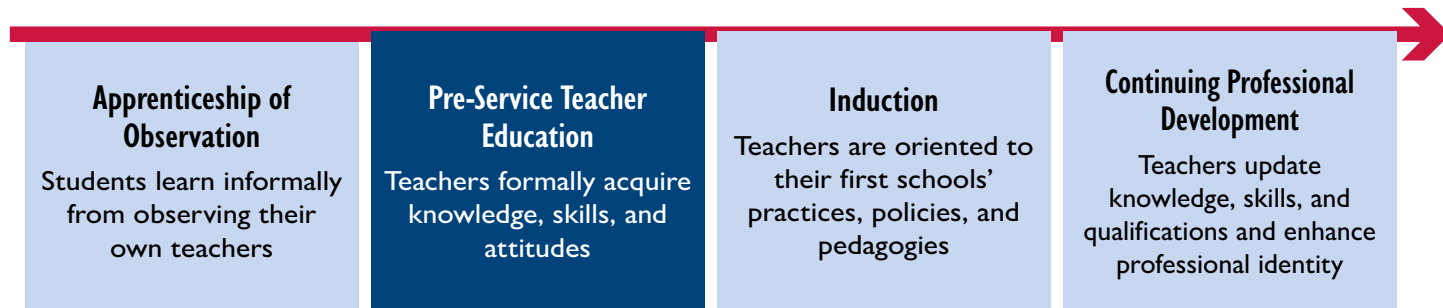 Apprenticeship of
Observation
Students learn informally
from observing their
own teachers
Pre-Service Teacher
Education
Teachers formally acquire
knowledge, skills, and
attitudes
Induction
Teachers are oriented to
their first schools’
practices, policies, and
pedagogies
Continuing Professional
Development
Teachers update
knowledge, skills, and
qualifications and enhance
professional identity